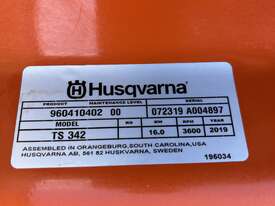 Husqvarna
PRODUCT MAINTENANCE LEVEL SERIAL
960410402 00 072319 A004897
MODEL KG KW RPM YEAR
TS 342 16.0 3600 2019
ASSEMBLED IN ORANGEBURG,SOUTH CAROLINA,USA
HUSQVARNA AB, 561 82 HUSKVARNA, SWEDEN
196034